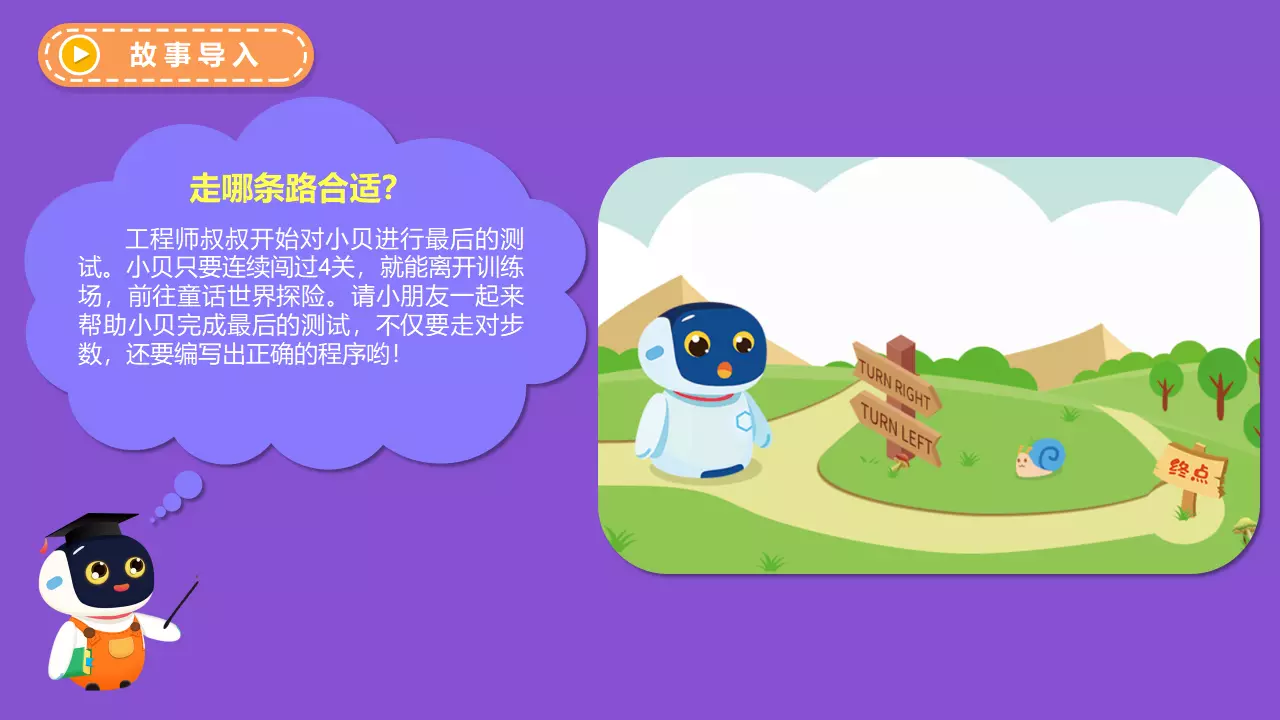 故事导入
走哪条路合适?
工程师叔叔开始对小贝进行最后的测
试。小贝只要连续闯过4关，就能离开训练
场，前往童话世界探险。请小朋友一起来
帮助小贝完成最后的测试，不仅要走对步
数，还要编写出正确的程序哟！
TURN RIGHT
TURN LEFT
终点